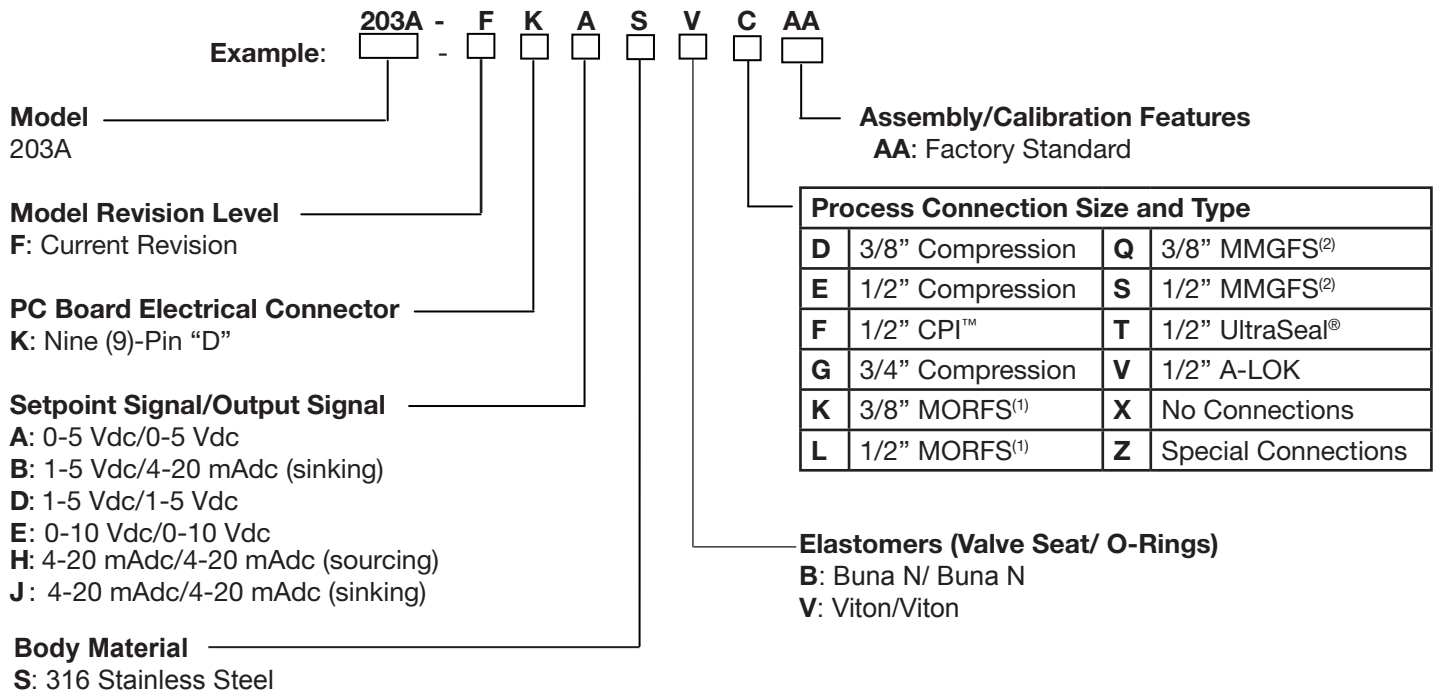 203A - F K A S V C AA
Example: -
Model
203A
Model Revision Level
F: Current Revision
PC Board Electrical Connector
K: Nine (9)-Pin “D”
Setpoint Signal/Output Signal
A: 0-5 Vdc/0-5 Vdc
B: 1-5 Vdc/4-20 mAdc (sinking)
D: 1-5 Vdc/1-5 Vdc
E: 0-10 Vdc/0-10 Vdc
H: 4-20 mAdc/4-20 mAdc (sourcing)
J: 4-20 mAdc/4-20 mAdc (sinking)
Body Material
S: 316 Stainless Steel
Assembly/Calibration Features
AA: Factory Standard
Process Connection Size and Type
D 3/8” Compression Q 3/8” MMGFS(2)
E 1/2” Compression S 1/2” MMGFS(2)
F 1/2” CPI™ T 1/2” UltraSeal®
G 3/4” Compression V 1/2” A-LOK
K 3/8” MORFS(1) X No Connections
L 1/2” MORFS(1) Z Special Connections
Elastomers (Valve Seat/ O-Rings)
B: Buna N/ Buna N
V: Viton/Viton